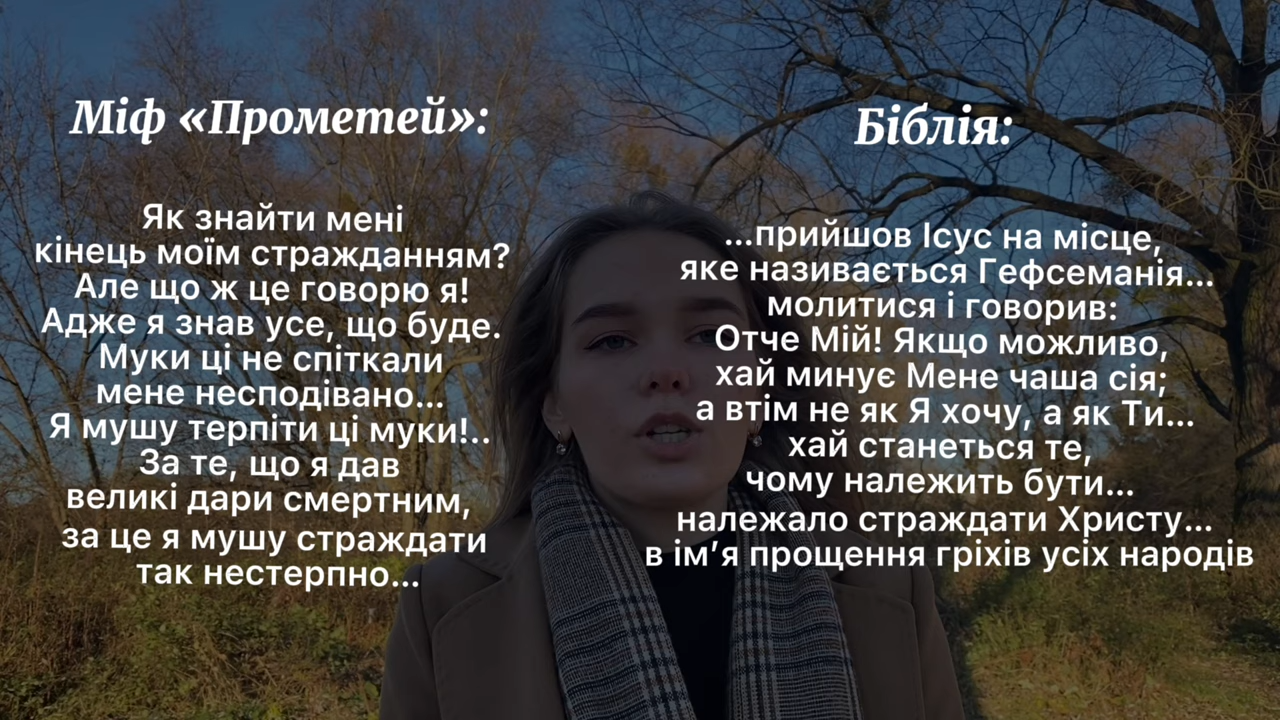 Міф «Прометей»:
Як знайти мені
кінець моїм стражданням?
Але що ж це говорю я!
Адже я знав усе, що буде.
Муки ці не спіткали
мене несподівано...
Я мушу терпіти ці муки!..
За те, що я дав
великі дари смертним,
за це я мушу страждати
так нестерпно...
Біблія:
...прийшов Ісус на місце,
яке називається Гефсеманія...
молитися і говорив:
Отче Мій! Якщо можливо,
хай минує Мене чаша сія;
а втім не як Я хочу, а як Ти...
хай станеться те,
чому належить бути...
належало страждати Христу...
в ім’я прощення гріхів усіх народів